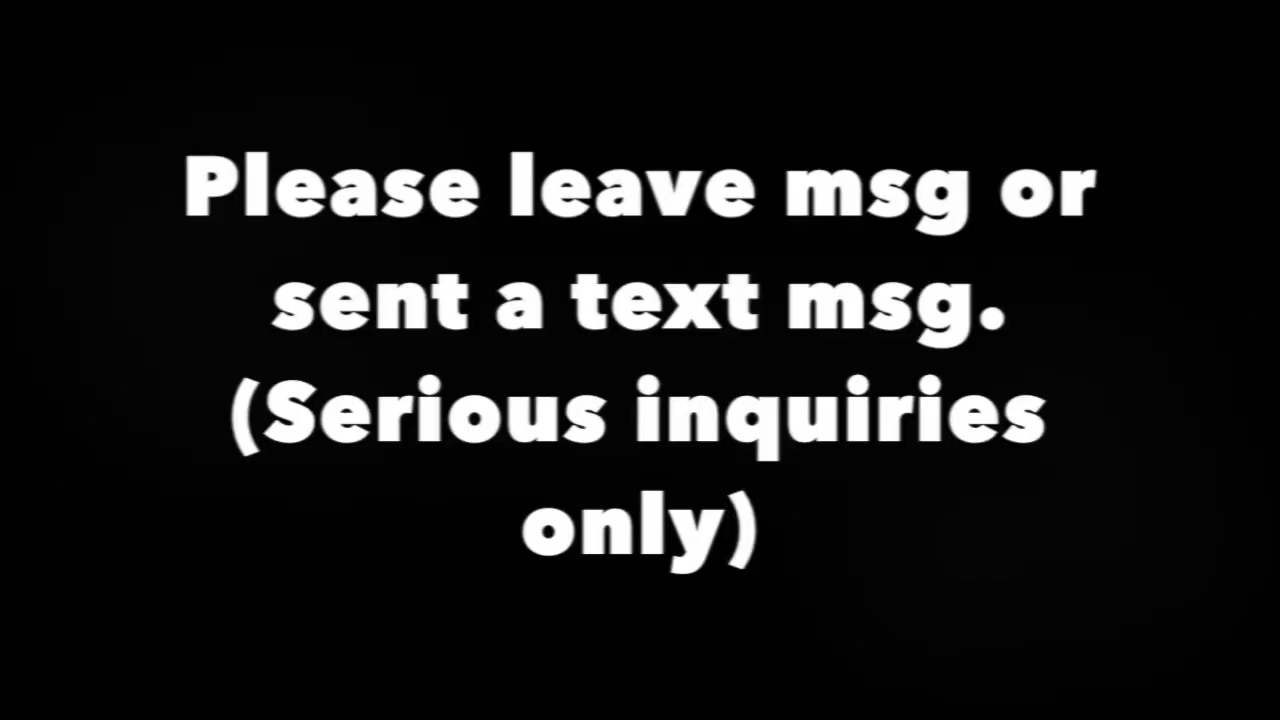 Please leave msg or
sent a text msg.
(Serious inquiries
only)